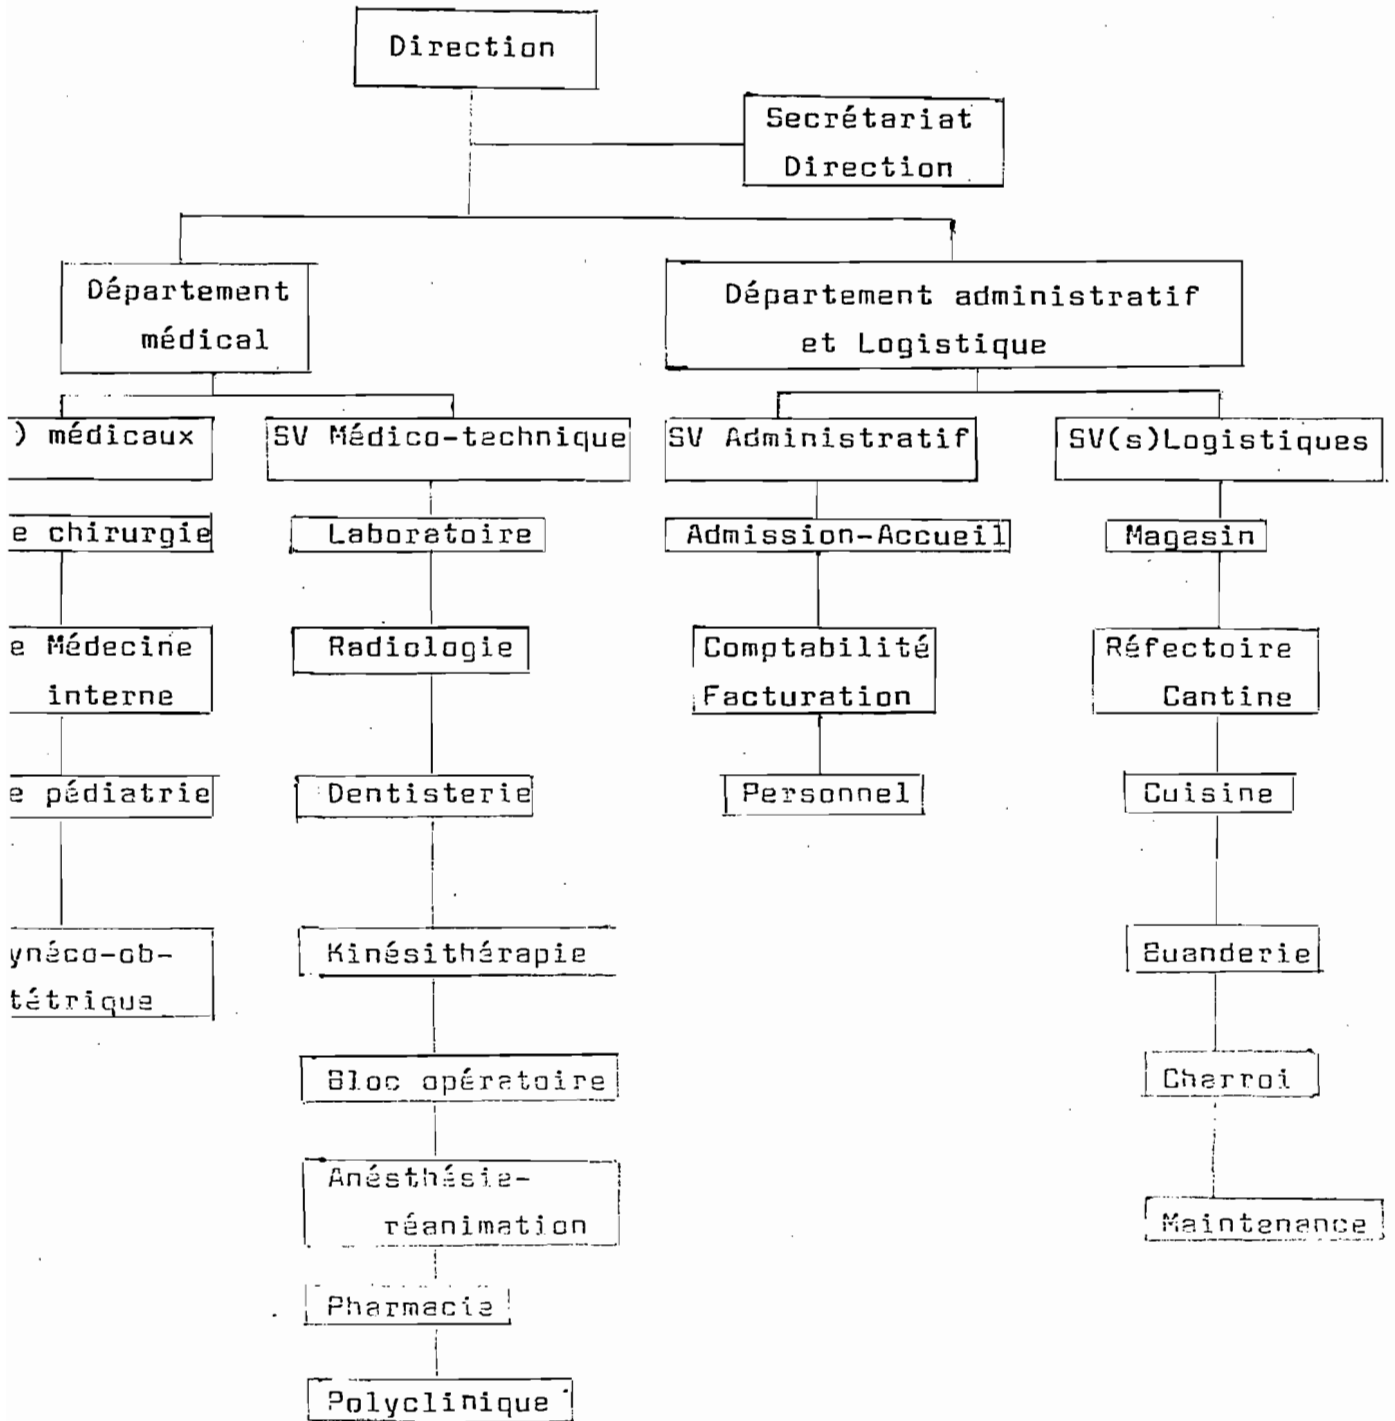 Direction
Secrétariat
Direction
Département
médical
Département administratif
et Logistique
) médicaux
SV Médico-technique
SV Administratif
SV(s)Logistiques
e chirurgie
Laboratoire
Admission-Accueil
Magasin
e Médecine
interne
Radiologie
Comptabilité
Facturation
Réfectoire
Cantine
e pédiatrie
Dentisterie
Personnel
Cuisine
ynéco-ob-
tétrique
Kinésithérapie
Buanderie
Bloc opératoire
Charroi
Anésthésie-
réanimation
Maintenance
Pharmacie
Polyclinique